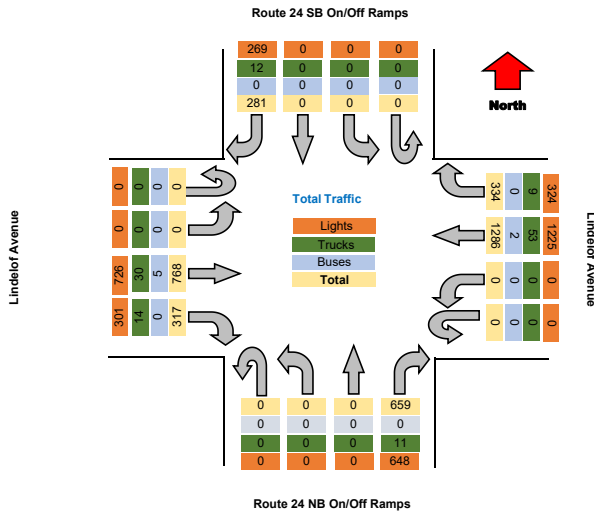 Route 24 SB On/Off Ramps
269 0 0 0
12 0 0 0
0 0 0 0
281 0 0 0
North
Lindelof Avenue
0 0 0 0
0 0 0 0
726 30 5 768
301 14 0 317
Total Traffic
Lights
Trucks
Buses
Total
334 0 9 324
1286 2 53 1225
0 0 0 0
0 0 0 0
Lindelof Avenue
0 0 0 659
0 0 0 0
0 0 0 11
0 0 0 648
Route 24 NB On/Off Ramps